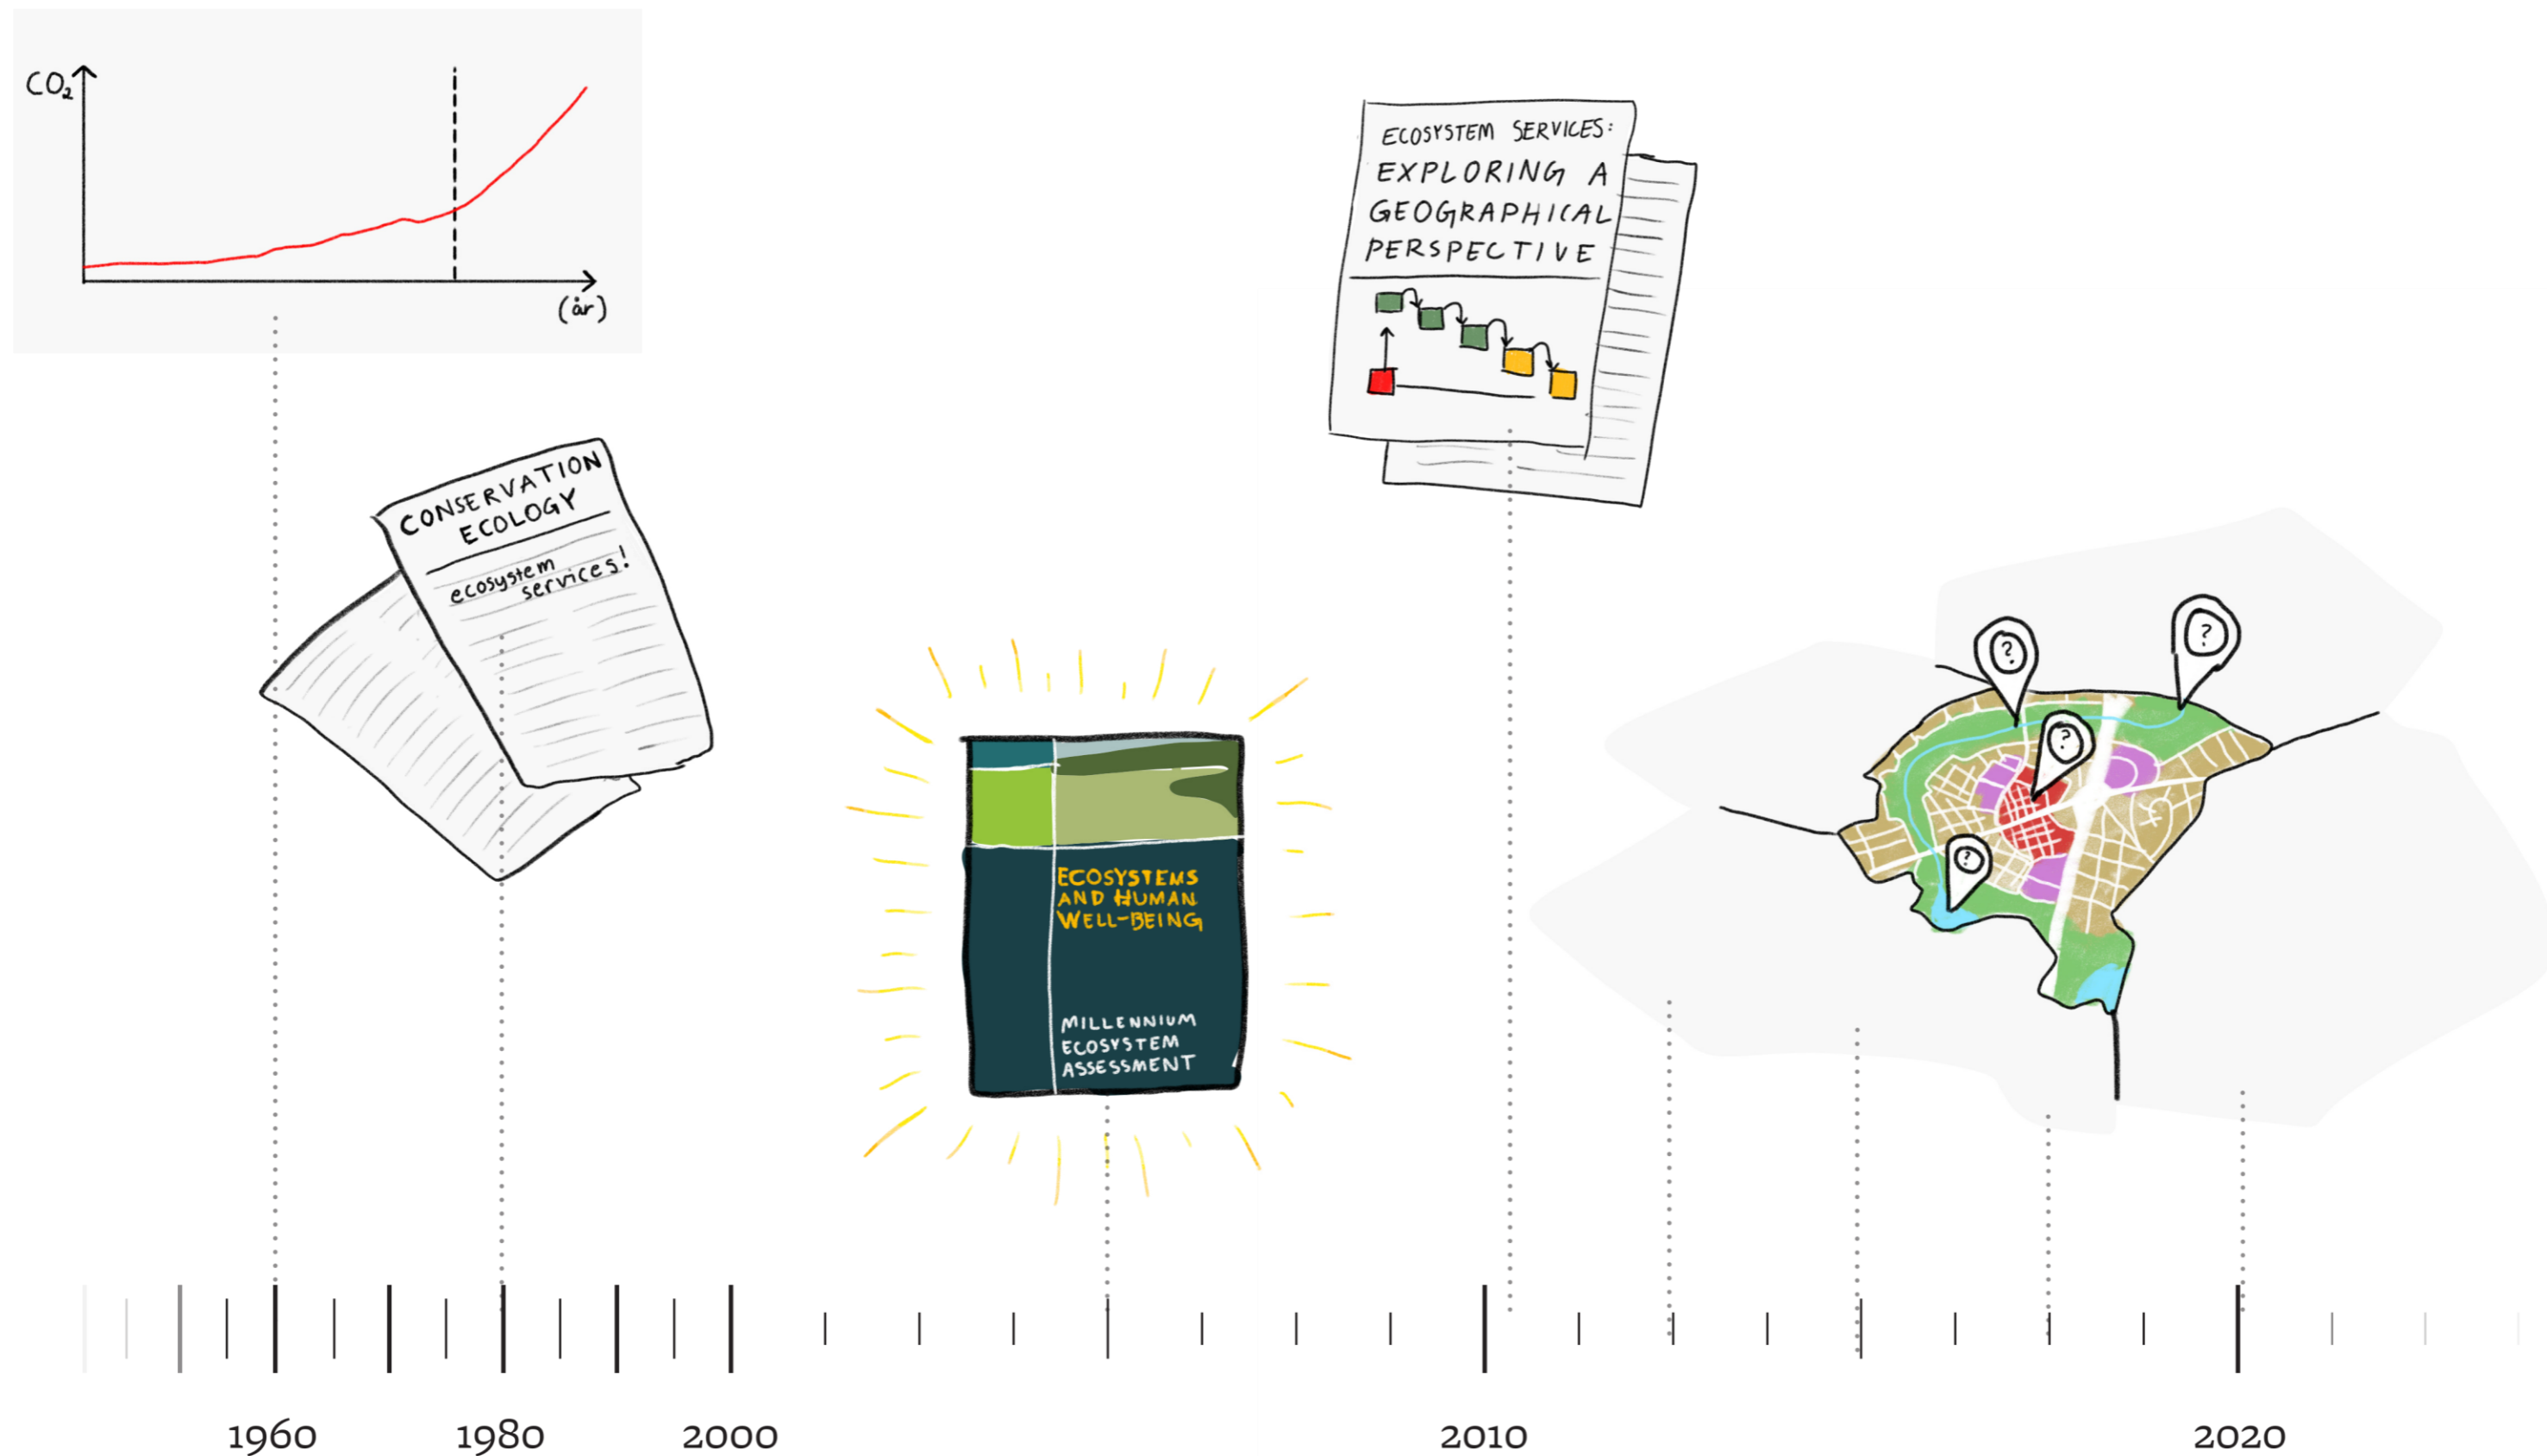 CO₂
(år)
CONSERVATION
ECOLOGY
ecosystem
services!
ECOSYSTEMS
AND HUMAN
WELL-BEING
MILLENNIUM
ECOSYSTEM
ASSESSMENT
ECOSYSTEM SERVICES:
EXPLORING A
GEOGRAPHICAL
PERSPECTIVE
?
?
?
?
1960
1980
2000
2010
2020